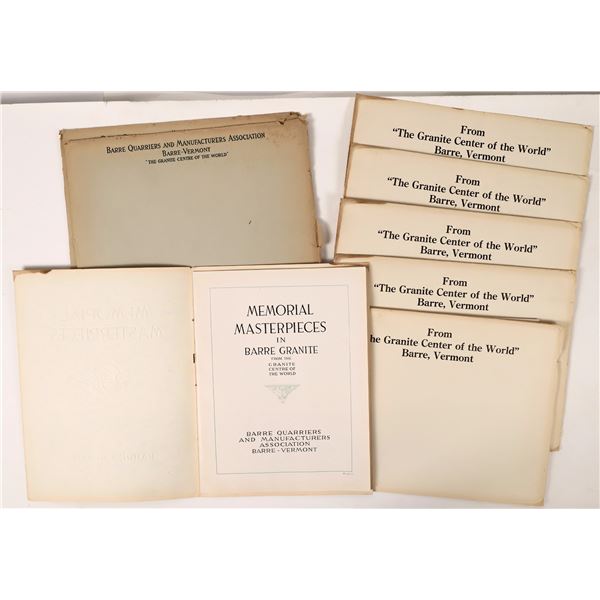 BARRE QUARRIERS AND MANUFACTURERS ASSOCIATION
BARRE-VERMONT
"THE GRANITE CENTRE OF THE WORLD"
From
"The Granite Center of the World"
Barre, Vermont
From
"The Granite Center of the World"
Barre, Vermont
From
"The Granite Center of the World"
Barre, Vermont
From
"The Granite Center of the World"
Barre, Vermont
From
he Granite Center of the World"
Barre, Vermont
MEMORIAL
MASTERPIECES
IN
BARRE GRANITE
FROM THE
GRANITE
CENTRE OF
THE WORLD
BARRE QUARRIERS
AND MANUFACTURERS
ASSOCIATION
BARRE-VERMONT
MEMORIAL
MASTERPIECES